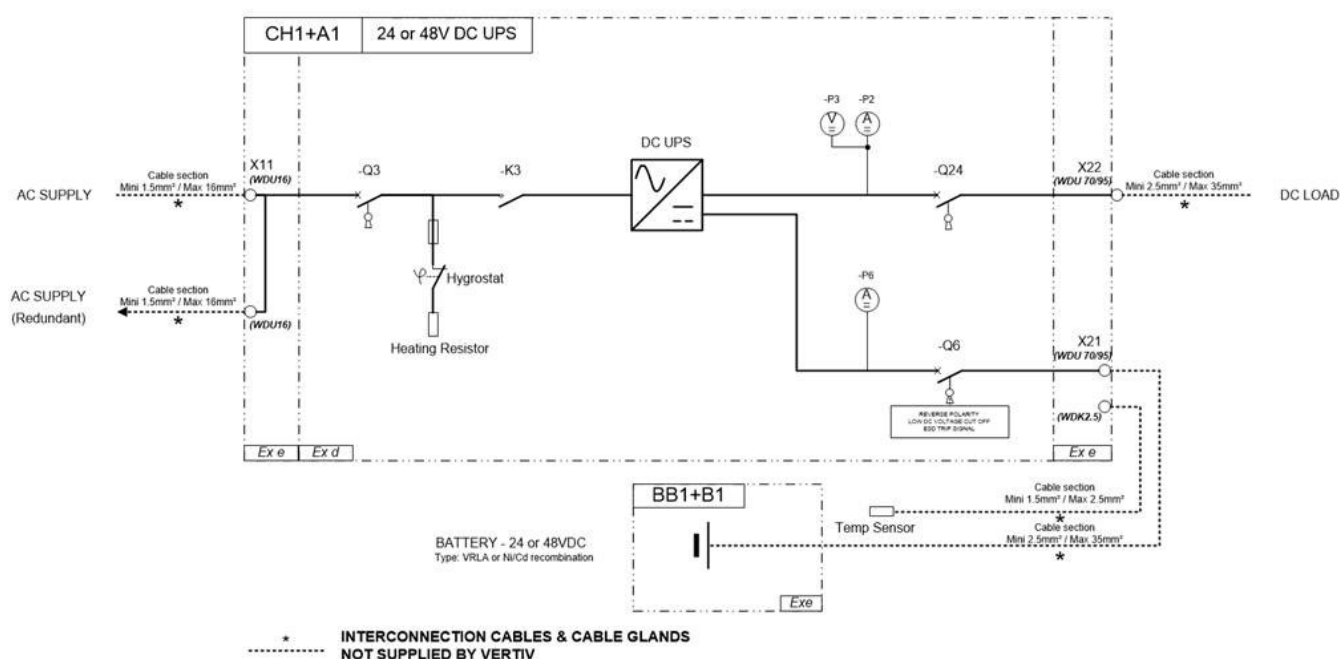 CH1+A1
24 or 48V DC UPS
-P3
-P2
V
A
DC UPS
X11
(WDU16)
-Q3
-K3
-Q24
X22
(WDU 70/95)
Cable section
Mini 1.5mm² / Max 16mm²
*
AC SUPPLY
Cable section
Mini 2.5mm² / Max 35mm²
*
DC LOAD
φ
Hygrostat
-P6
A
Cable section
Mini 1.5mm² / Max 16mm²
*
AC SUPPLY
(Redundant)
(WDU16)
Heating Resistor
-Q6
X21
(WDU 70/95)
REVERSE POLARITY
LOW DC VOLTAGE CUT OFF
ESD TRIP SIGNAL
(WDK2.5)
Ex e
Ex d
Ex e
BB1+B1
Cable section
Mini 1.5mm² / Max 2.5mm²
*
Temp Sensor
Cable section
Mini 2.5mm² / Max 35mm²
*
BATTERY - 24 or 48VDC
Type: VRLA or Ni/Cd recombination
Exe
* INTERCONNECTION CABLES & CABLE GLANDS
NOT SUPPLIED BY VERTIV